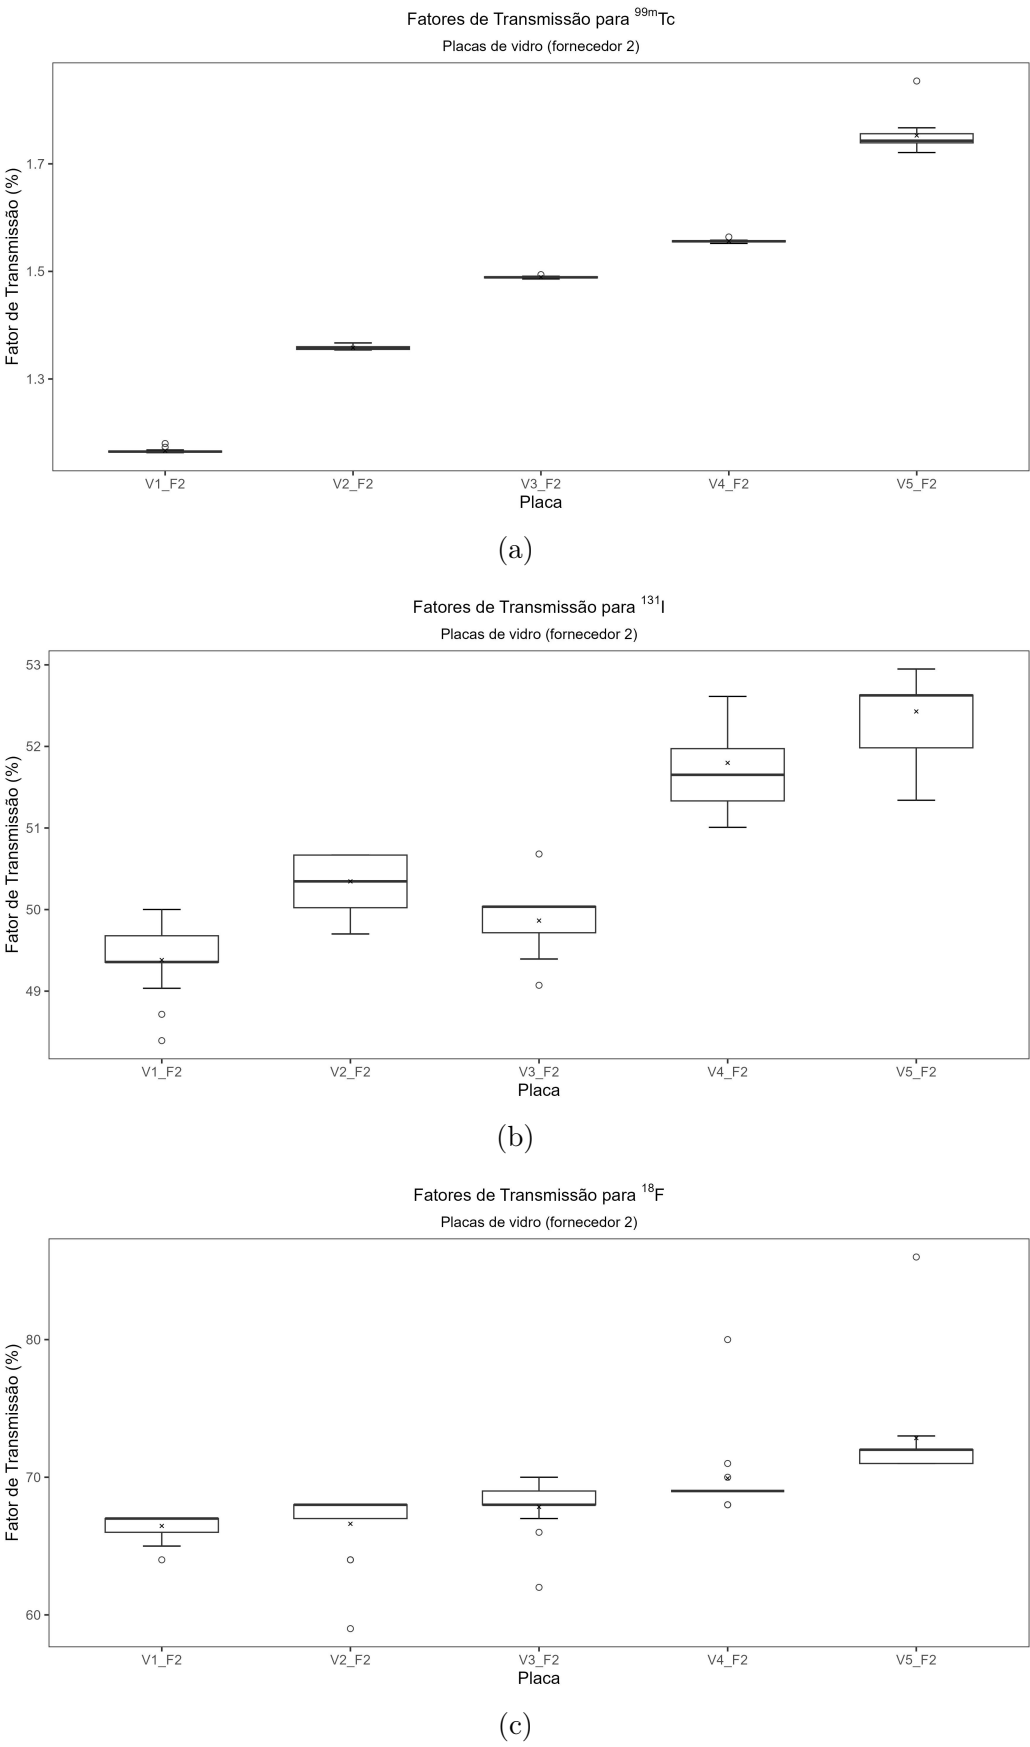 Fatores de Transmissão para ⁹⁹ᵐTc
Placas de vidro (fornecedor 2)
Fator de Transmissão (%)
1.7
1.5
1.3
V1_F2 V2_F2 V3_F2 V4_F2 V5_F2
Placa
(a)
Fatores de Transmissão para ¹³¹I
Placas de vidro (fornecedor 2)
Fator de Transmissão (%)
53
52
51
50
49
V1_F2 V2_F2 V3_F2 V4_F2 V5_F2
Placa
(b)
Fatores de Transmissão para ¹⁸F
Placas de vidro (fornecedor 2)
Fator de Transmissão (%)
80
70
60
V1_F2 V2_F2 V3_F2 V4_F2 V5_F2
Placa
(c)